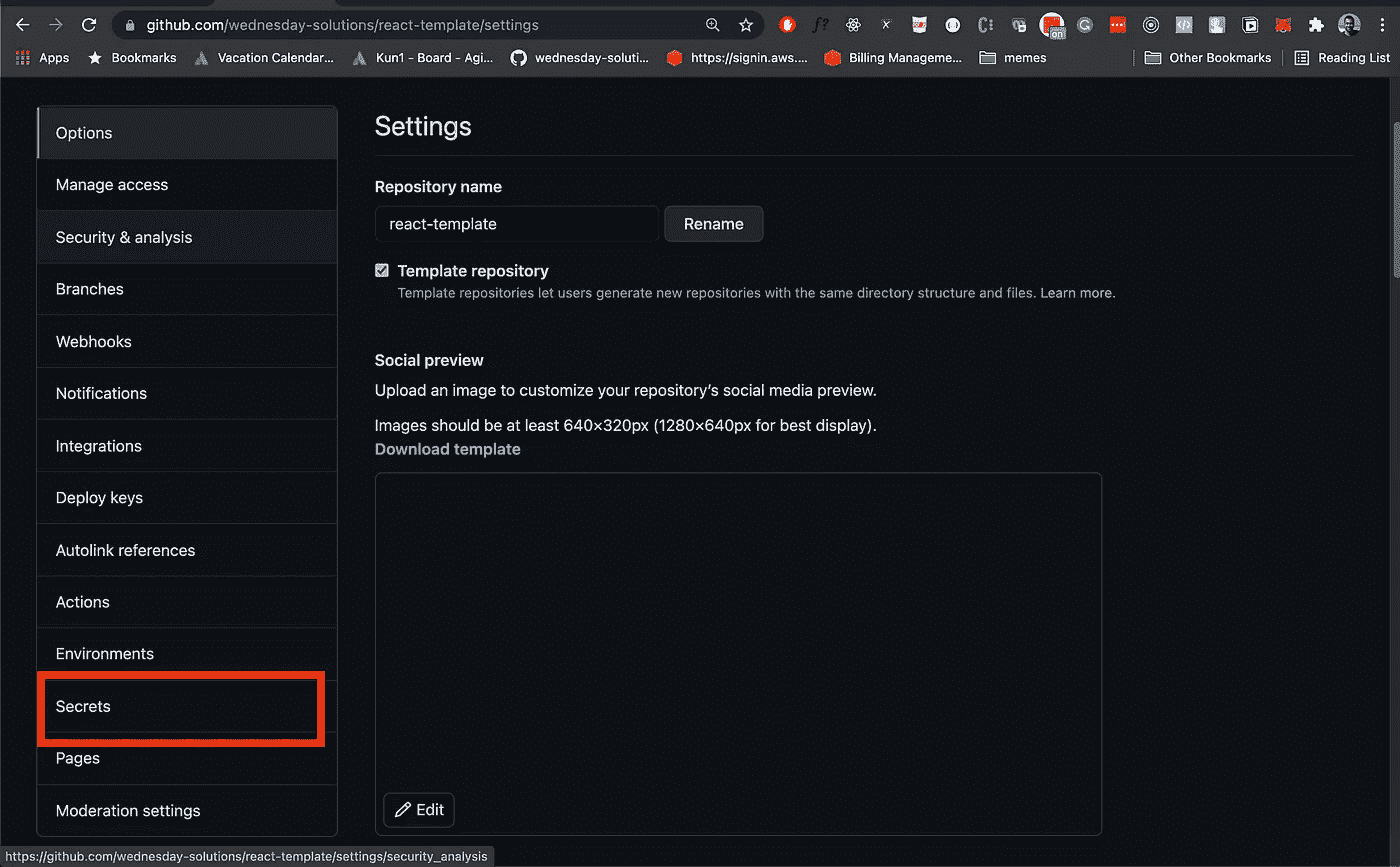 github.com/wednesday-solutions/react-template/settings
Apps Bookmarks Vacation Calendar... Kun1 - Board - Agi... wednesday-soluti... https://signin.aws.... Billing Manageme... memes Other Bookmarks Reading List
Options
Manage access
Security & analysis
Branches
Webhooks
Notifications
Integrations
Deploy keys
Autolink references
Actions
Environments
Secrets
Pages
Moderation settings
Settings
Repository name
react-template Rename
Template repository
Template repositories let users generate new repositories with the same directory structure and files. Learn more.
Social preview
Upload an image to customize your repository’s social media preview.
Images should be at least 640×320px (1280×640px for best display).
Download template
Edit
https://github.com/wednesday-solutions/react-template/settings/security_analysis